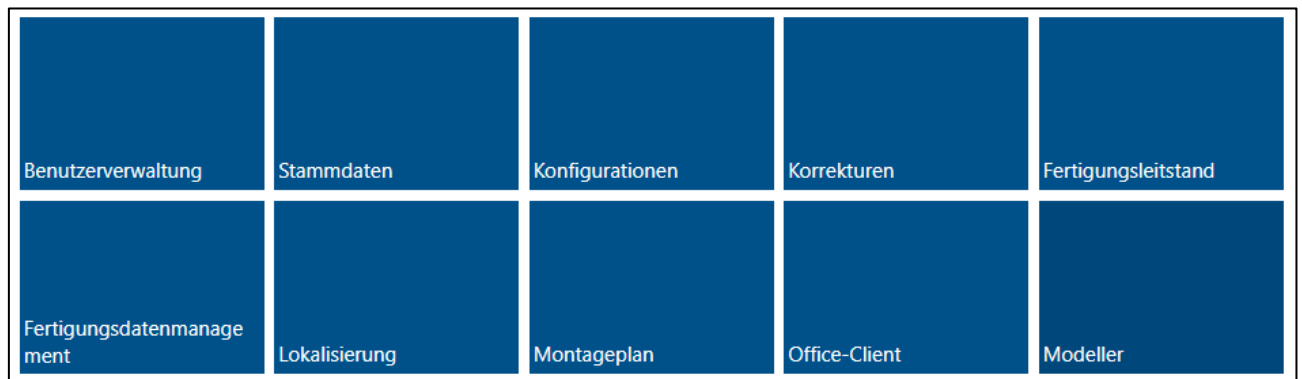 Benutzerverwaltung
Stammdaten
Konfigurationen
Korrekturen
Fertigungsleitstand
Fertigungsdatenmanage
ment
Lokalisierung
Montageplan
Office-Client
Modeller